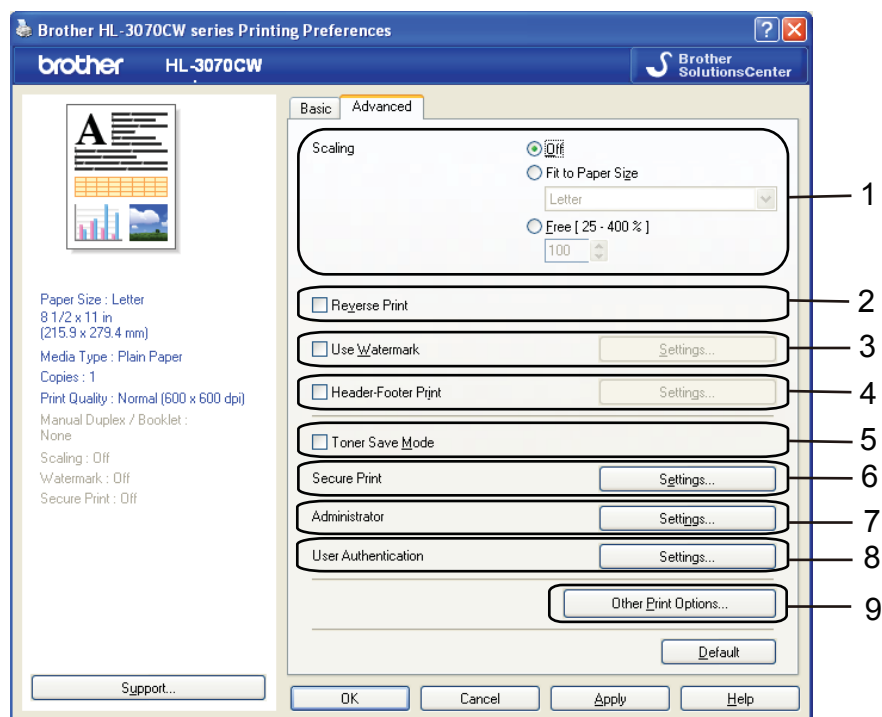 Brother HL-3070CW series Printing Preferences
brother HL-3070CW
Brother
SolutionsCenter
Basic Advanced
A
Scaling
Off
Fit to Paper Size
Letter
Free [ 25 - 400 % ]
100
1
Paper Size : Letter
8 1/2 x 11 in
(215.9 x 279.4 mm)
Media Type : Plain Paper
Copies : 1
Print Quality : Normal (600 x 600 dpi)
Manual Duplex / Booklet :
None
Scaling : Off
Watermark : Off
Secure Print : Off
Reverse Print
2
Use Watermark Settings...
3
Header-Footer Print Settings...
4
Toner Save Mode
5
Secure Print Settings...
6
Administrator Settings...
7
User Authentication Settings...
8
Other Print Options...
9
Default
Support...
OK Cancel Apply Help